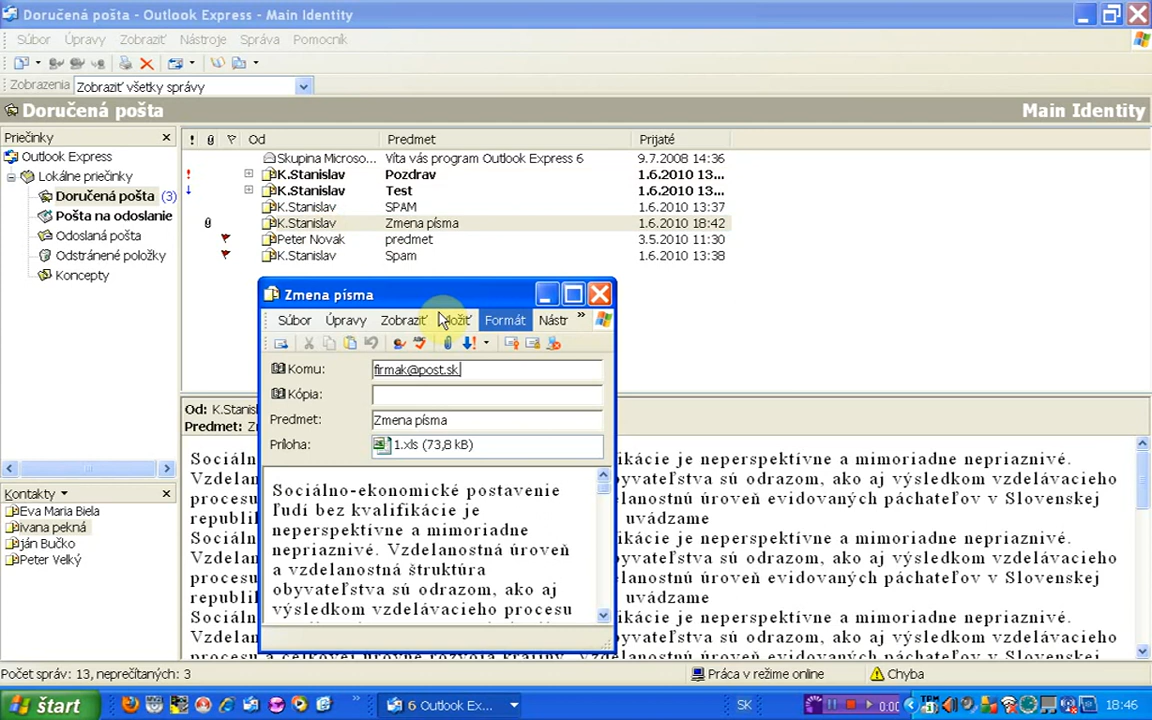 Doručená pošta - Outlook Express - Main Identity
Súbor Úpravy Zobraziť Nástroje Správa Pomocník
Zobrazenia Zobraziť všetky správy
Doručená pošta Main Identity
Priečinky
Outlook Express
Lokálne priečinky
Doručená pošta (3)
Pošta na odoslanie
Odoslaná pošta
Odstránené položky
Koncepty
! Od Predmet Prijaté
Skupina Microso... Víta vás program Outlook Express 6 9.7.2008 14:36
K.Stanislav Pozdrav 1.6.2010 13...
K.Stanislav Test 1.6.2010 13...
K.Stanislav SPAM 1.6.2010 13:37
K.Stanislav Zmena písma 1.6.2010 18:42
Peter Novak predmet 3.5.2010 11:30
K.Stanislav Spam 1.6.2010 13:38
Zmena písma
Súbor Úpravy Zobraziť Formát Nástr »
Komu: firmak@post.sk
Kópia:
Predmet: Zmena písma
Príloha: 1.xls (73,8 kB)
Sociálno-ekonomické postavenie
ľudí bez kvalifikácie je
neperspektívne a mimoriadne
nepriaznivé. Vzdelanostná úroveň
a vzdelanostná štruktúra
obyvateľstva sú odrazom, ako aj
výsledkom vzdelávacieho procesu
Kontakty
Eva Maria Biela
ivana pekná
ján Bučko
Peter Velký
Od: K.Stanisl
Predmet:
je neperspektívne a mimoriadne nepriaznivé.
sú odrazom, ako aj výsledkom vzdelávacieho
procesu úroveň evidovaných páchateľov v Slovenskej
republi uvádzame
je neperspektívne a mimoriadne nepriaznivé.
sú odrazom, ako aj výsledkom vzdelávacieho
procesu úroveň evidovaných páchateľov v Slovenskej
republi uvádzame
je neperspektívne a mimoriadne nepriaznivé.
sú odrazom, ako aj výsledkom vzdelávacieho
Počet správ: 13, neprečítaných: 3 Práca v režime online Chyba
štart » 6 Outlook Ex... SK 0.00 18:46